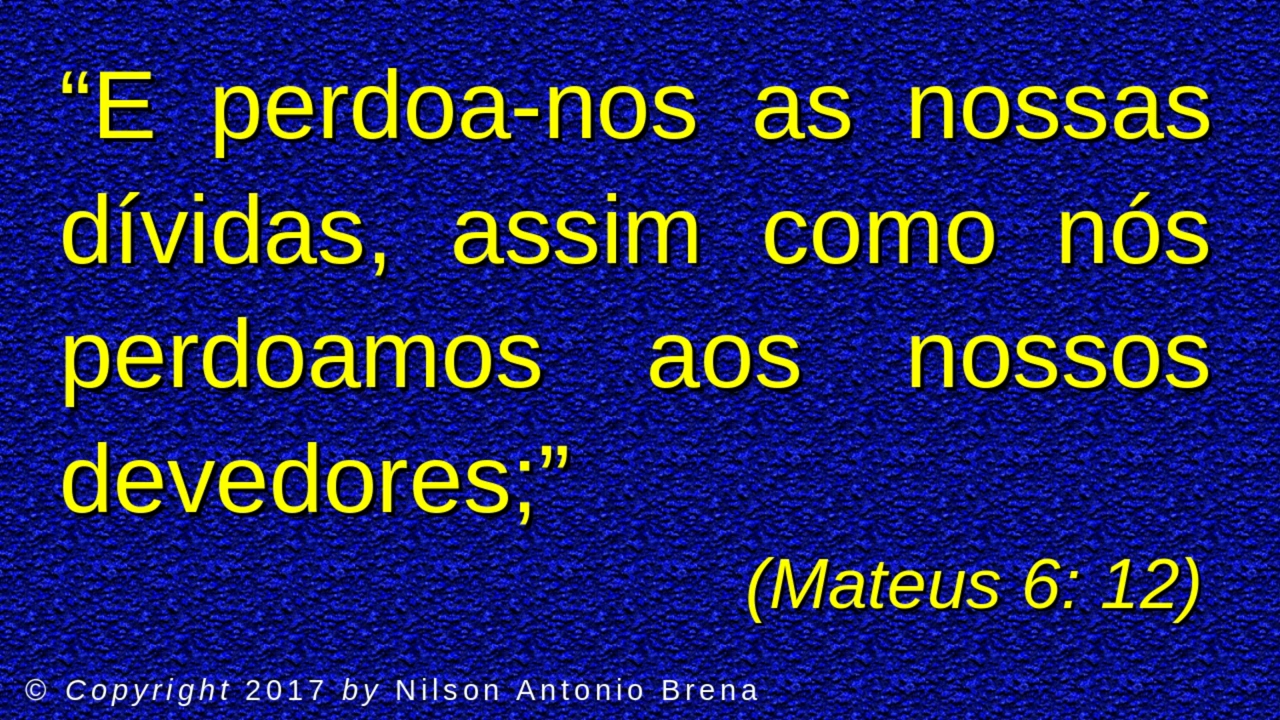 “E perdoa-nos as nossas
dívidas, assim como nós
perdoamos aos nossos
devedores;”
(Mateus 6: 12)
© Copyright 2017 by Nilson Antonio Brena